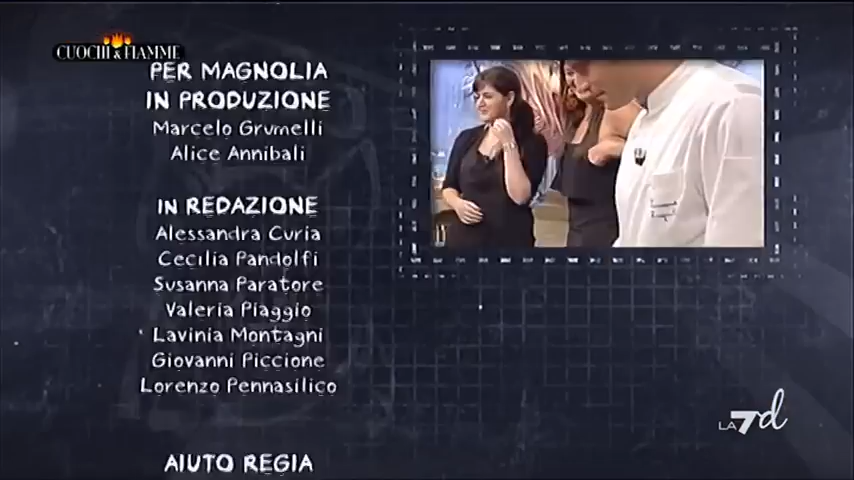 CUOCHI & FIAMME
PER MAGNOLIA
IN PRODUZIONE
Marcelo Grumelli
Alice Annibali
IN REDAZIONE
Alessandra Curia
Cecilia Pandolfi
Susanna Paratore
Valeria Piaggio
Lavinia Montagni
Giovanni Piccione
Lorenzo Pennasilico
AIUTO REGIA
LA7d